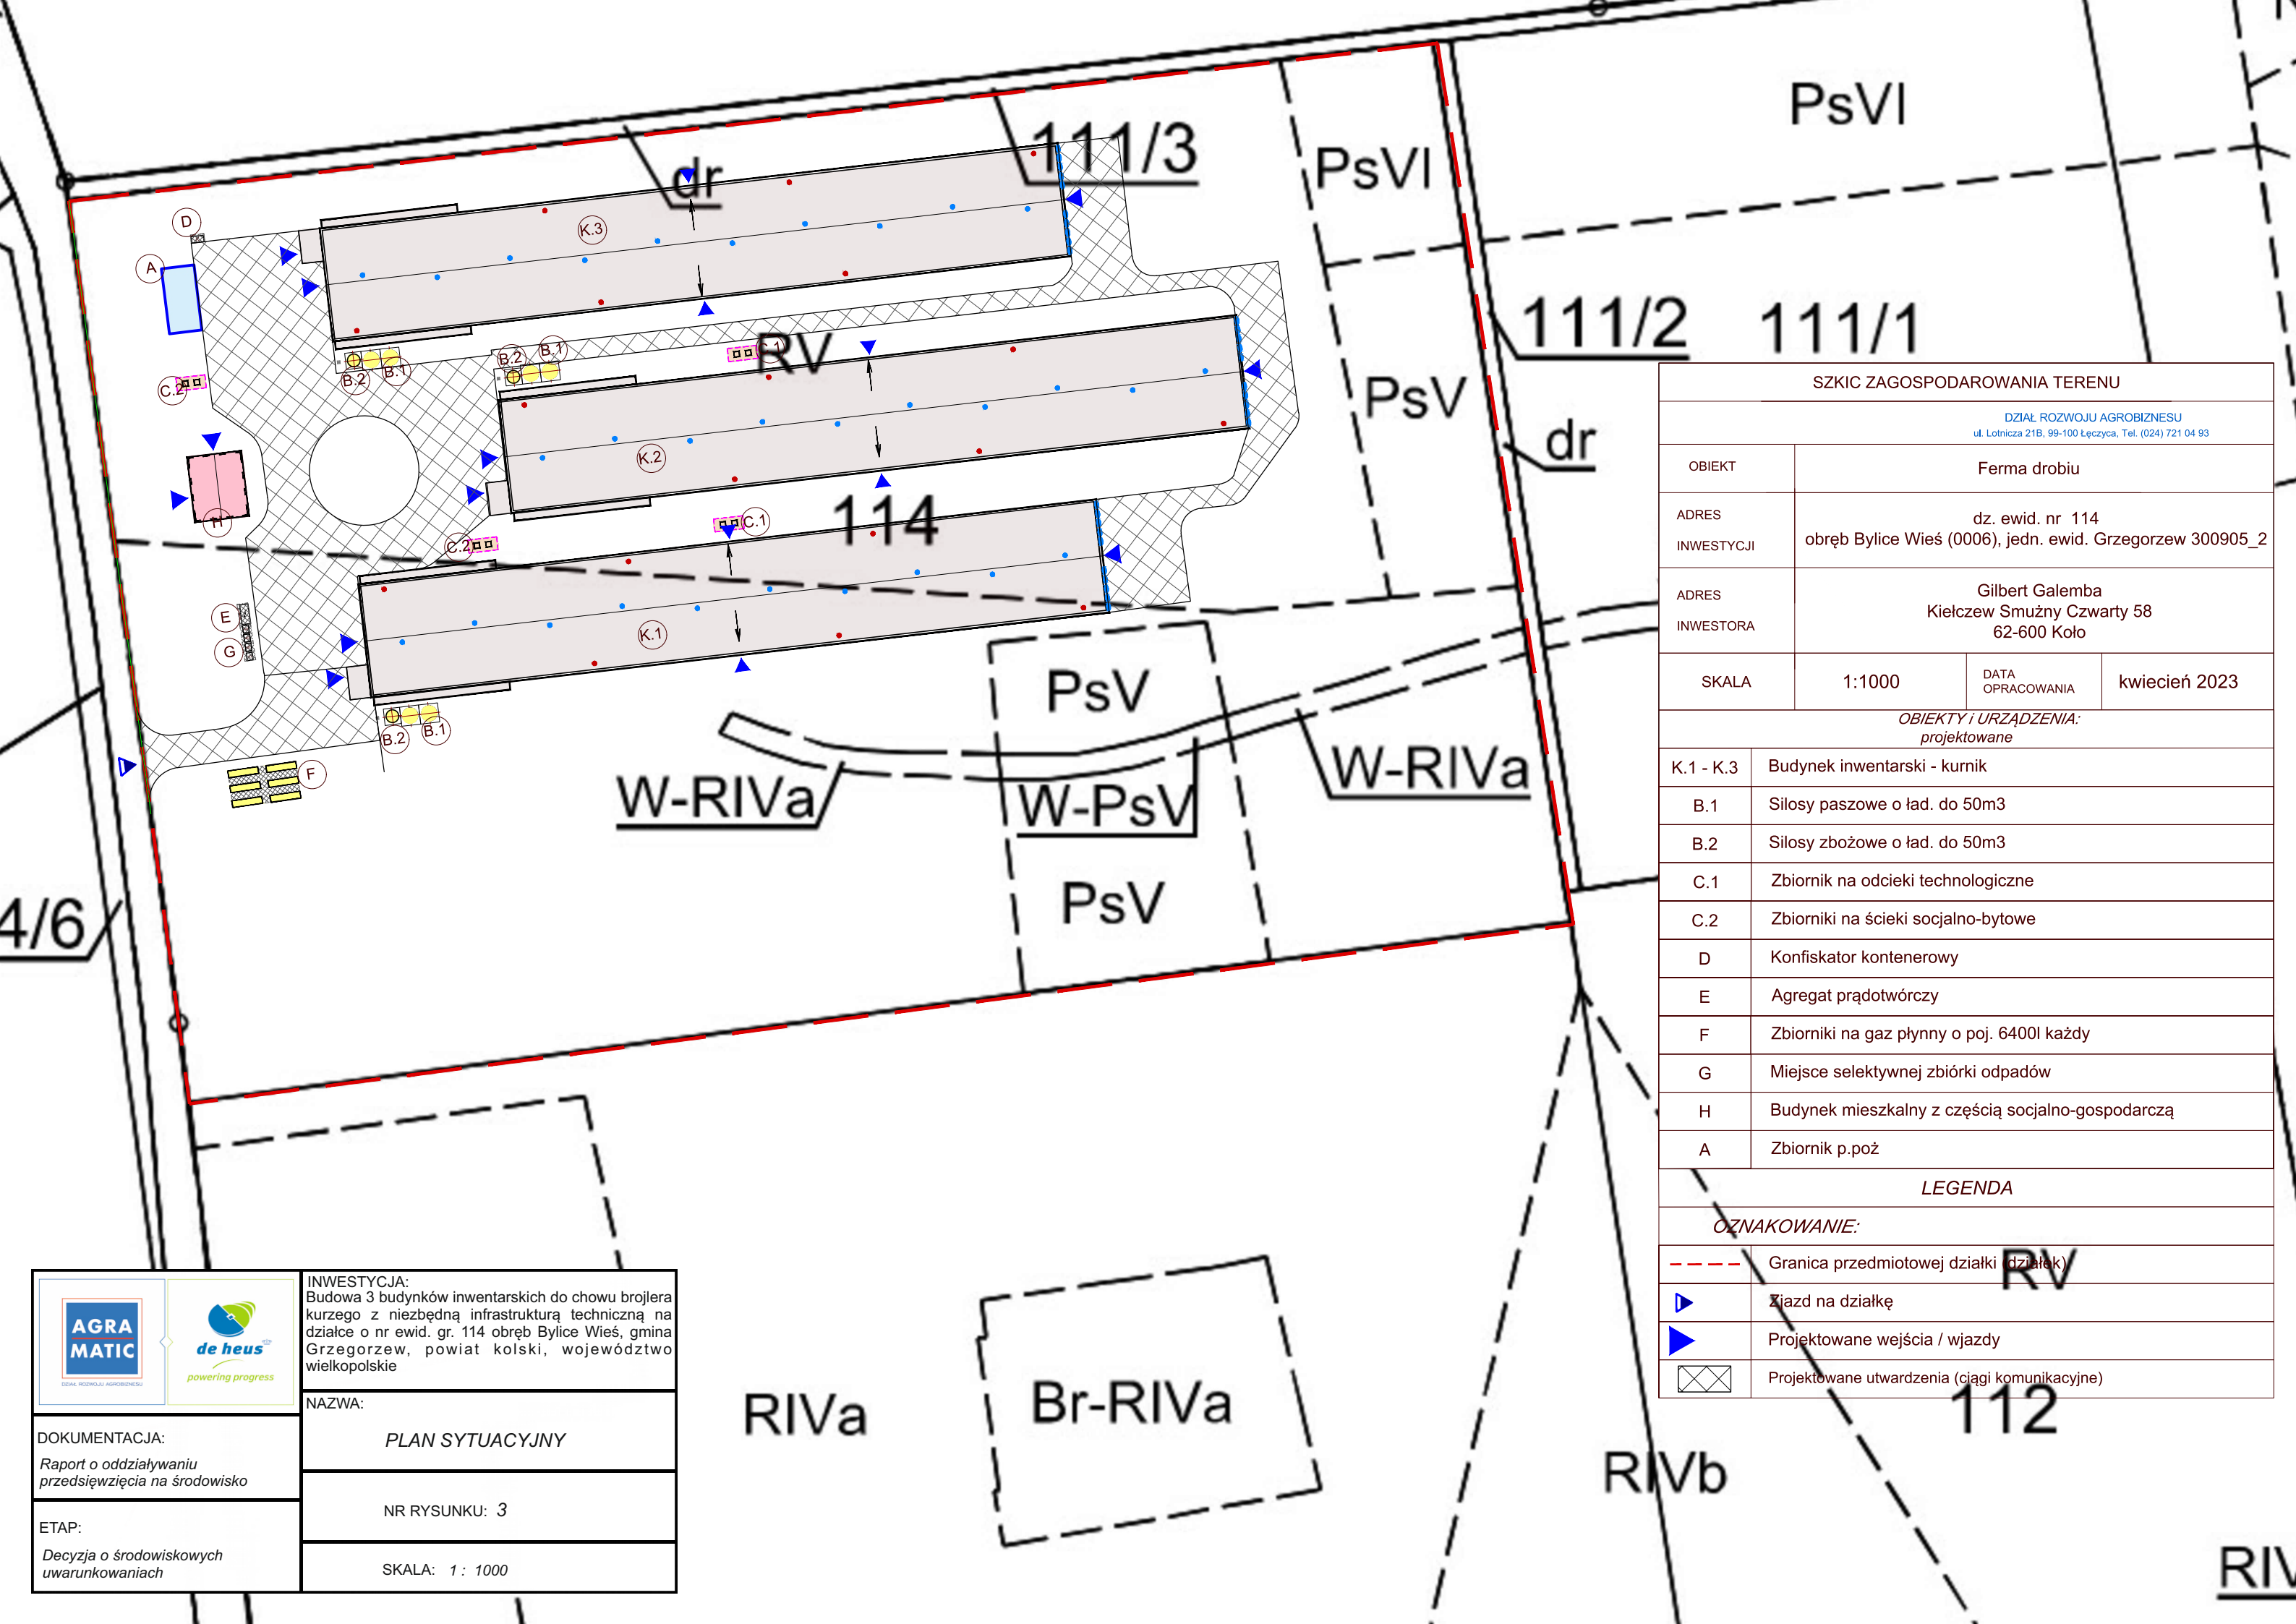 PsVI
111/3
dr
PsVI
D
K.3
A
111/2
111/1
RV
C.1
B.2
B.1
B.2
B.1
C.2
PsV
dr
K.2
H
114
C.1
C.2
E
G
K.1
PsV
B.2
B.1
F
W-RIVa
W-PsV
W-RIVa
PsV
4/6
SZKIC ZAGOSPODAROWANIA TERENU
DZIAŁ ROZWOJU AGROBIZNESU
ul. Lotnicza 21B, 99-100 Łęczyca, Tel. (024) 721 04 93
OBIEKT
Ferma drobiu
ADRES
INWESTYCJI
dz. ewid. nr 114
obręb Bylice Wieś (0006), jedn. ewid. Grzegorzew 300905_2
ADRES
INWESTORA
Gilbert Galemba
Kiełczew Smużny Czwarty 58
62-600 Koło
SKALA
1:1000
DATA
OPRACOWANIA
kwiecień 2023
OBIEKTY i URZĄDZENIA:
projektowane
K.1 - K.3 Budynek inwentarski - kurnik
B.1 Silosy paszowe o ład. do 50m3
B.2 Silosy zbożowe o ład. do 50m3
C.1 Zbiornik na odcieki technologiczne
C.2 Zbiorniki na ścieki socjalno-bytowe
D Konfiskator kontenerowy
E Agregat prądotwórczy
F Zbiorniki na gaz płynny o poj. 6400l każdy
G Miejsce selektywnej zbiórki odpadów
H Budynek mieszkalny z częścią socjalno-gospodarczą
A Zbiornik p.poż
LEGENDA
OZNAKOWANIE:
Granica przedmiotowej działki (działek)
Zjazd na działkę
Projektowane wejścia / wjazdy
Projektowane utwardzenia (ciągi komunikacyjne)
RV
112
RIVa
Br-RIVa
RIVb
AGRA
MATIC
DZIAŁ ROZWOJU AGROBIZNESU
de heus
powering progress
INWESTYCJA:
Budowa 3 budynków inwentarskich do chowu brojlera
kurzego z niezbędną infrastrukturą techniczną na
działce o nr ewid. gr. 114 obręb Bylice Wieś, gmina
Grzegorzew, powiat kolski, województwo
wielkopolskie
NAZWA:
PLAN SYTUACYJNY
DOKUMENTACJA:
Raport o oddziaływaniu
przedsięwzięcia na środowisko
NR RYSUNKU: 3
ETAP:
Decyzja o środowiskowych
uwarunkowaniach
SKALA: 1 : 1000